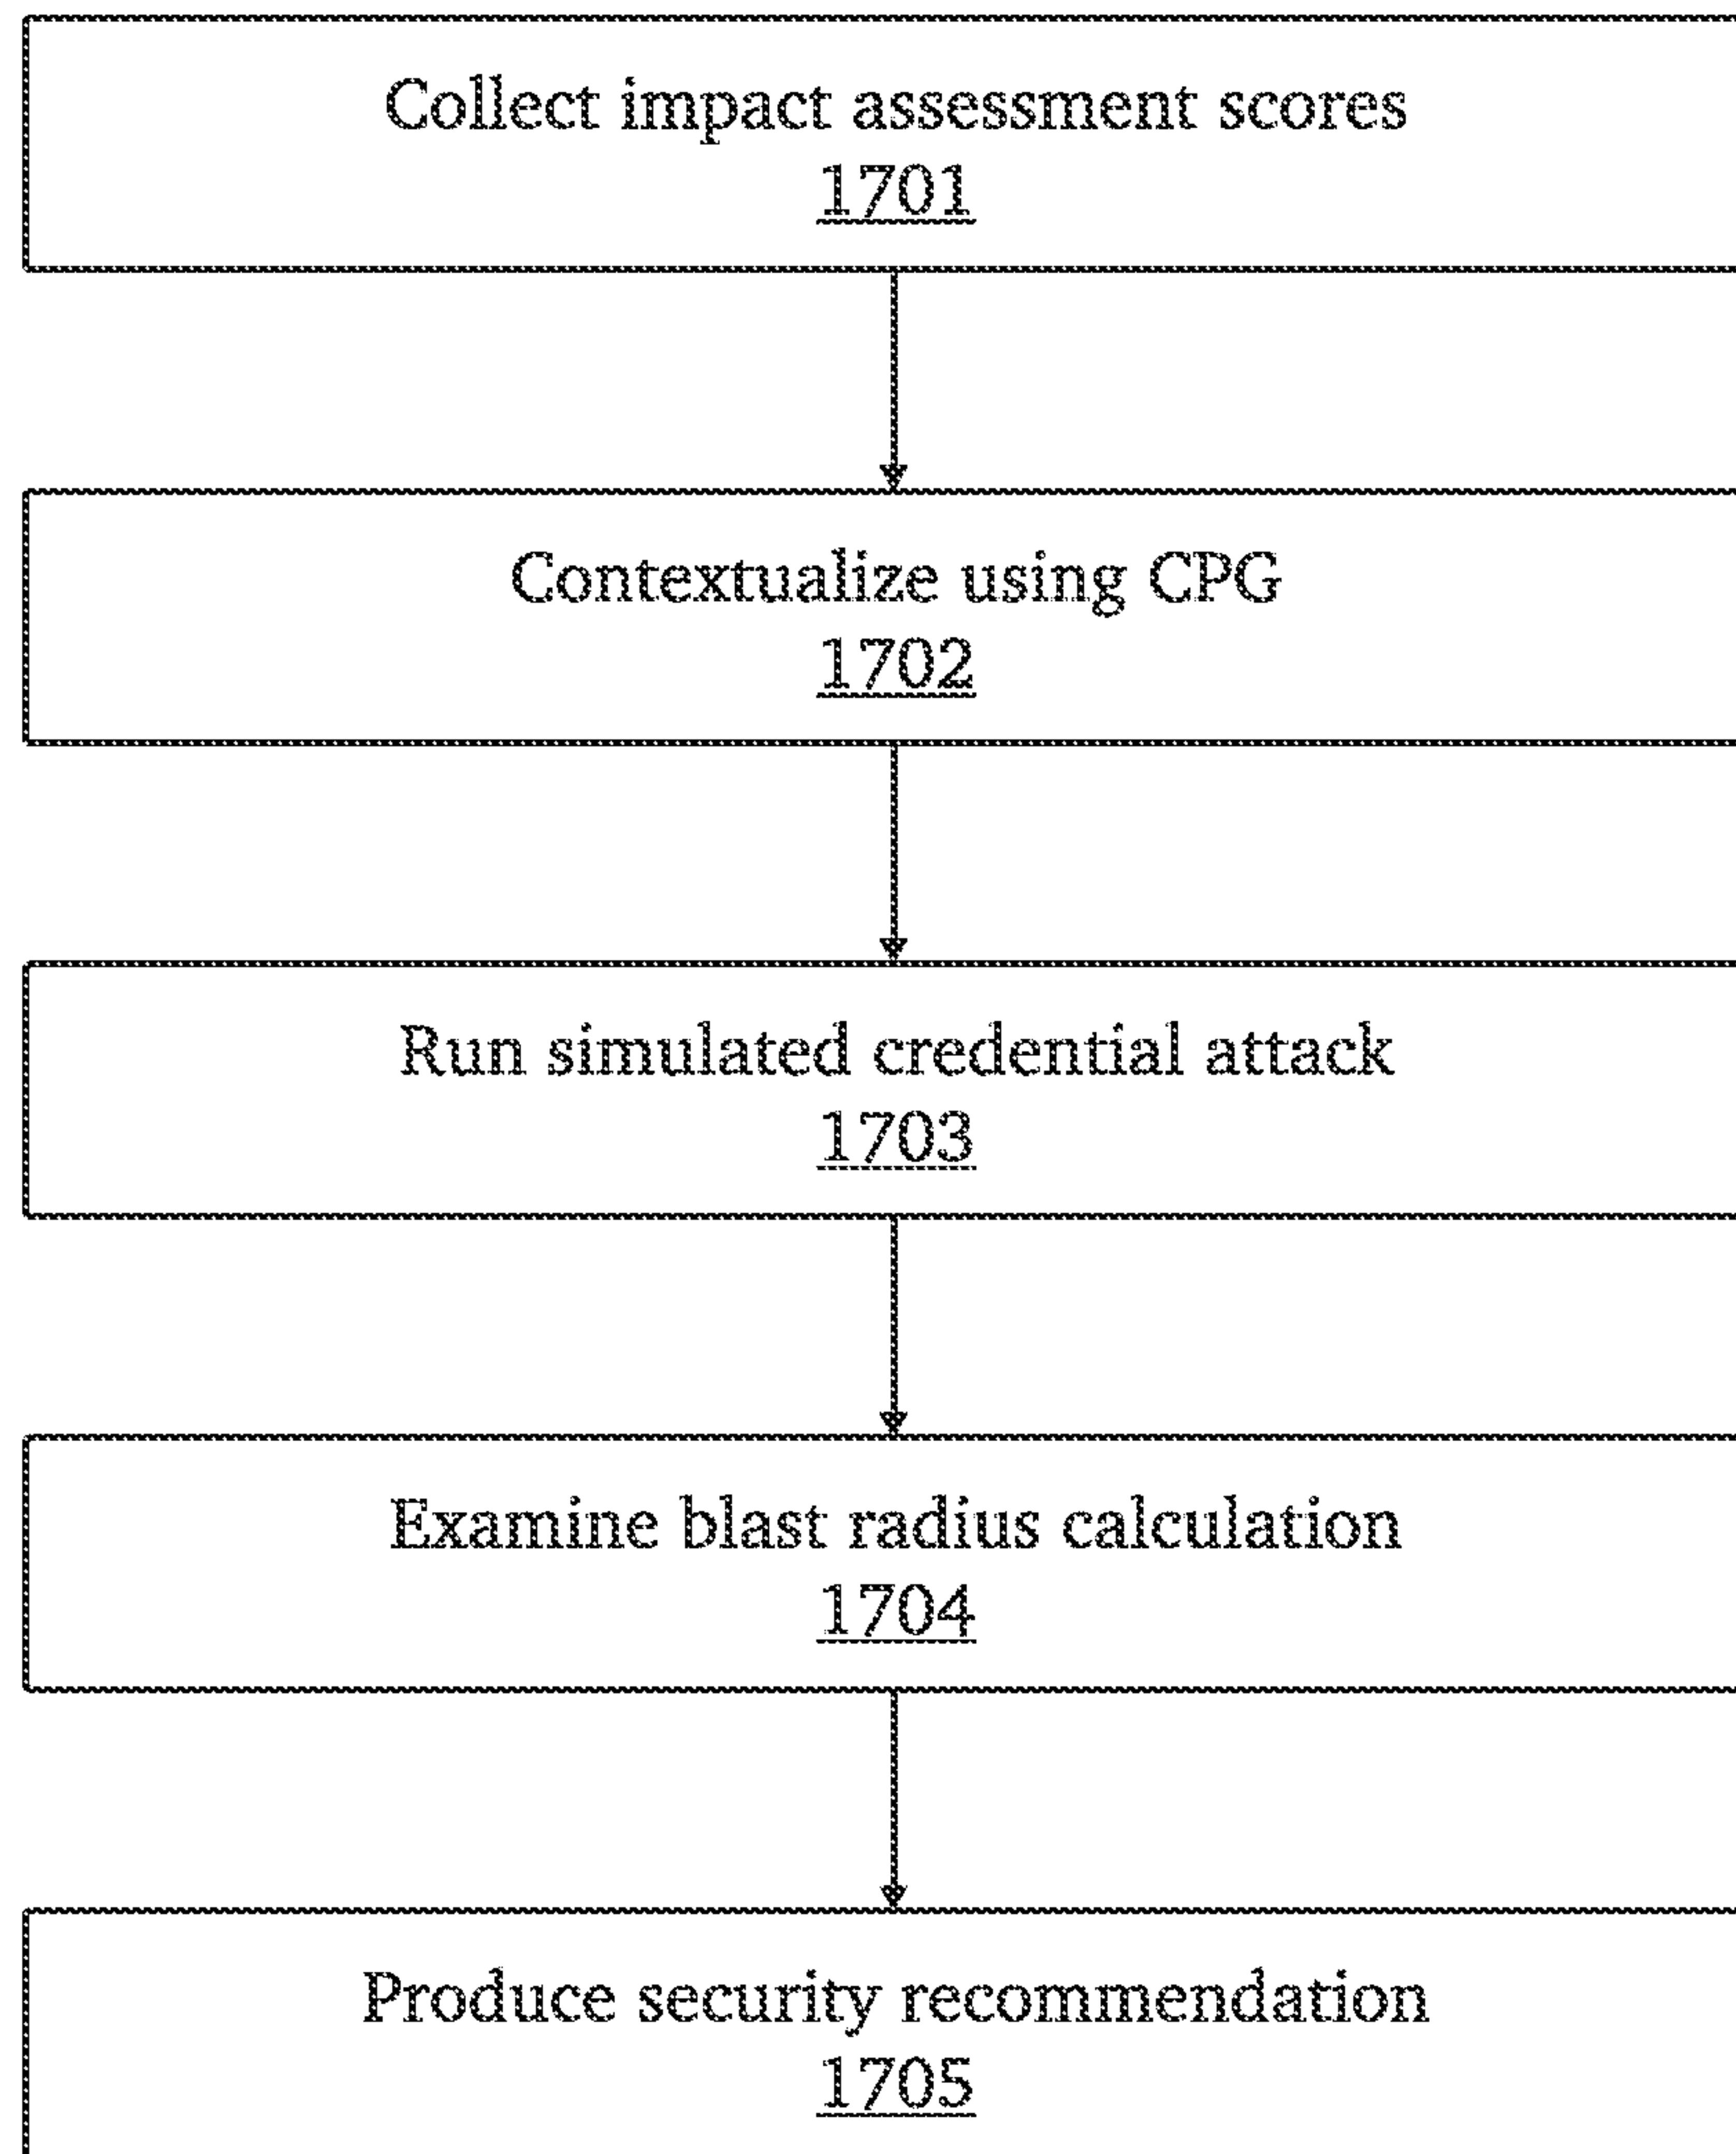 Collect impact assessment scores
1701
Contextualize using CPG
1702
Run simulated credential attack
1703
Examine blast radius calculation
1704
Produce security recommendation
1705